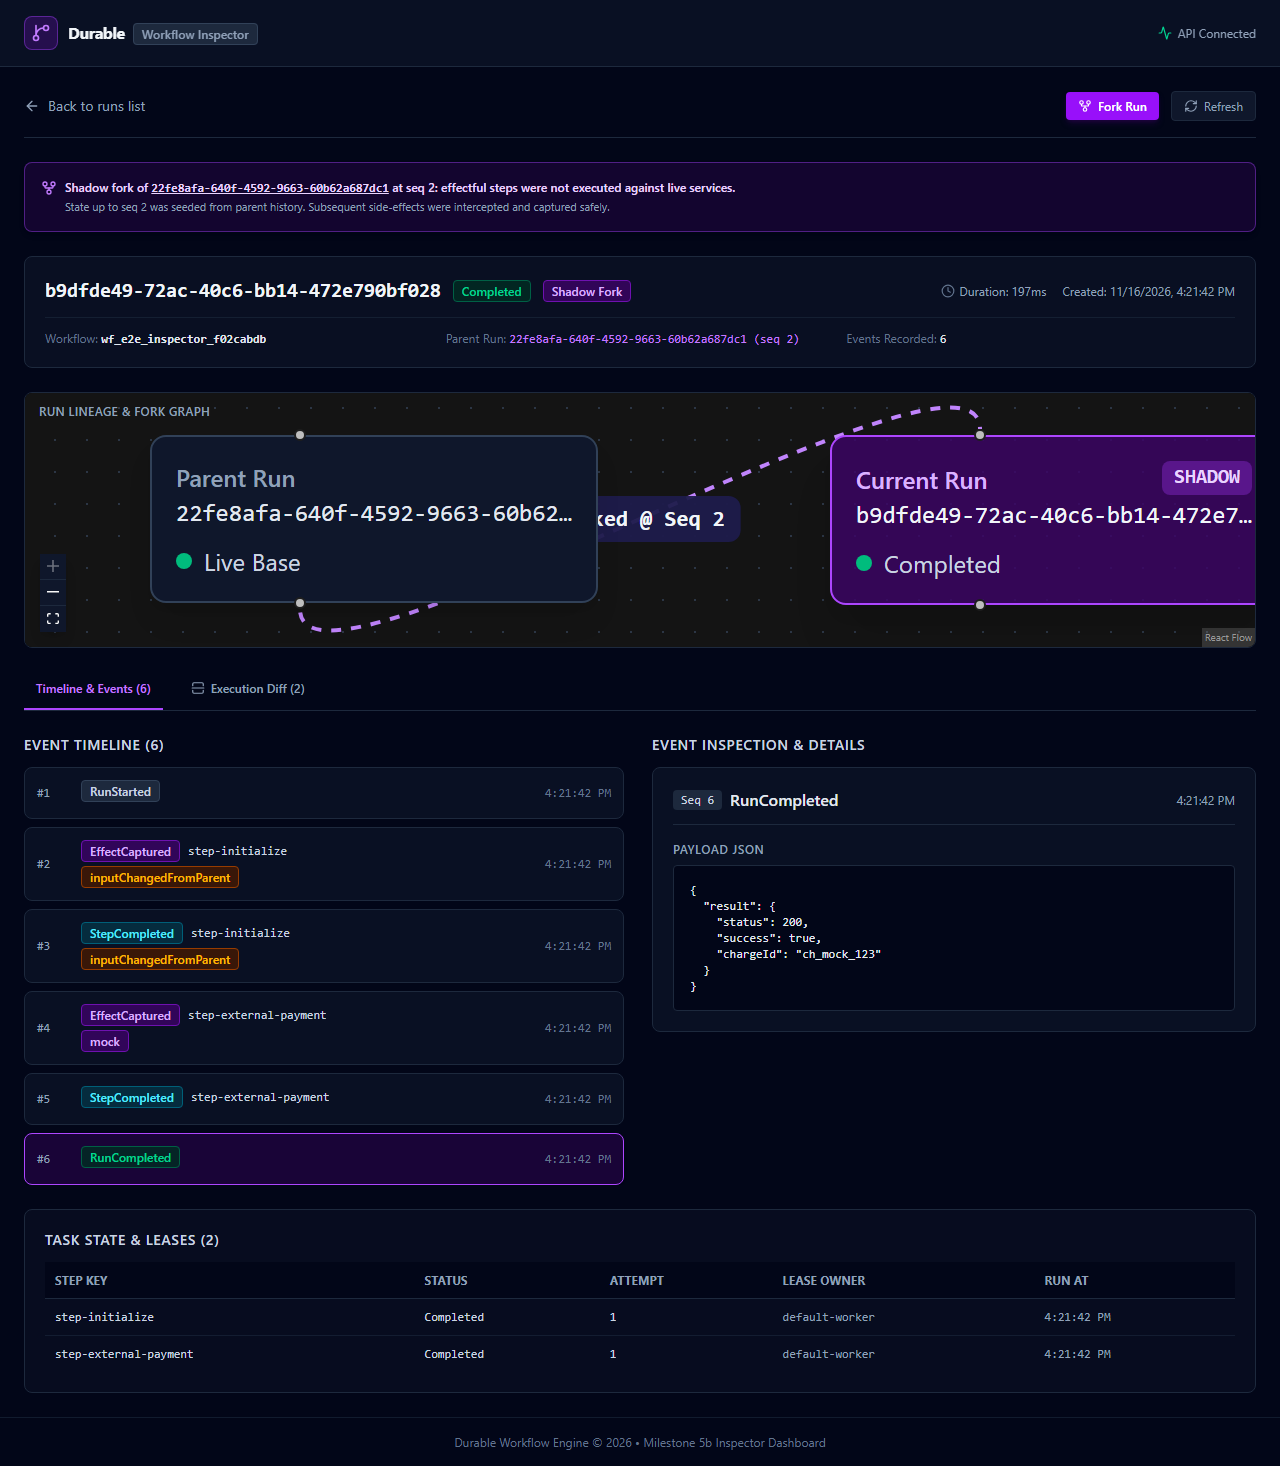 Durable
Workflow Inspector
API Connected
Back to runs list
Fork Run
Refresh
Shadow fork of 22fe8afa-640f-4592-9663-60b62a687dc1 at seq 2: effectful steps were not executed against live services.
State up to seq 2 was seeded from parent history. Subsequent side-effects were intercepted and captured safely.
b9dfde49-72ac-40c6-bb14-472e790bf028
Completed
Shadow Fork
Duration: 197ms
Created: 11/16/2026, 4:21:42 PM
Workflow: wf_e2e_inspector_f02cabdb
Parent Run: 22fe8afa-640f-4592-9663-60b62a687dc1 (seq 2)
Events Recorded: 6
RUN LINEAGE & FORK GRAPH
Parent Run
22fe8afa-640f-4592-9663-60b62…
Live Base
ked @ Seq 2
Current Run
SHADOW
b9dfde49-72ac-40c6-bb14-472e7…
Completed
React Flow
Timeline & Events (6)
Execution Diff (2)
EVENT TIMELINE (6)
#1 RunStarted 4:21:42 PM
#2 EffectCaptured step-initialize 4:21:42 PM
inputChangedFromParent
#3 StepCompleted step-initialize 4:21:42 PM
inputChangedFromParent
#4 EffectCaptured step-external-payment 4:21:42 PM
mock
#5 StepCompleted step-external-payment 4:21:42 PM
#6 RunCompleted 4:21:42 PM
EVENT INSPECTION & DETAILS
Seq 6 RunCompleted 4:21:42 PM
PAYLOAD JSON
{
"result": {
"status": 200,
"success": true,
"chargeId": "ch_mock_123"
}
}
TASK STATE & LEASES (2)
STEP KEY STATUS ATTEMPT LEASE OWNER RUN AT
step-initialize Completed 1 default-worker 4:21:42 PM
step-external-payment Completed 1 default-worker 4:21:42 PM
Durable Workflow Engine © 2026 • Milestone 5b Inspector Dashboard